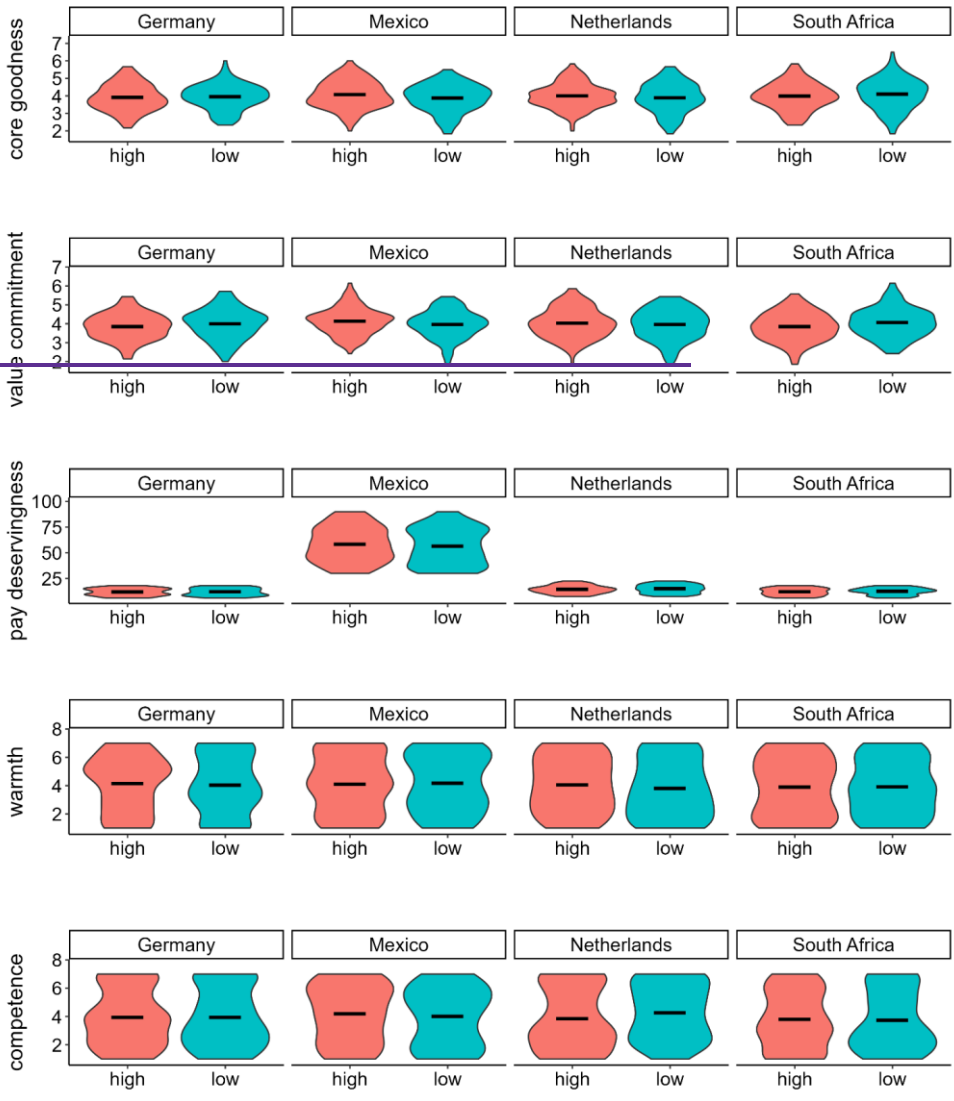 core goodness
Germany Mexico Netherlands South Africa
7
6
5
4
3
2
high low high low high low high low
value commitment
Germany Mexico Netherlands South Africa
7
6
5
4
3
2
high low high low high low high low
pay deservingness
Germany Mexico Netherlands South Africa
100
75
50
25
high low high low high low high low
warmth
Germany Mexico Netherlands South Africa
8
6
4
2
high low high low high low high low
competence
Germany Mexico Netherlands South Africa
8
6
4
2
high low high low high low high low